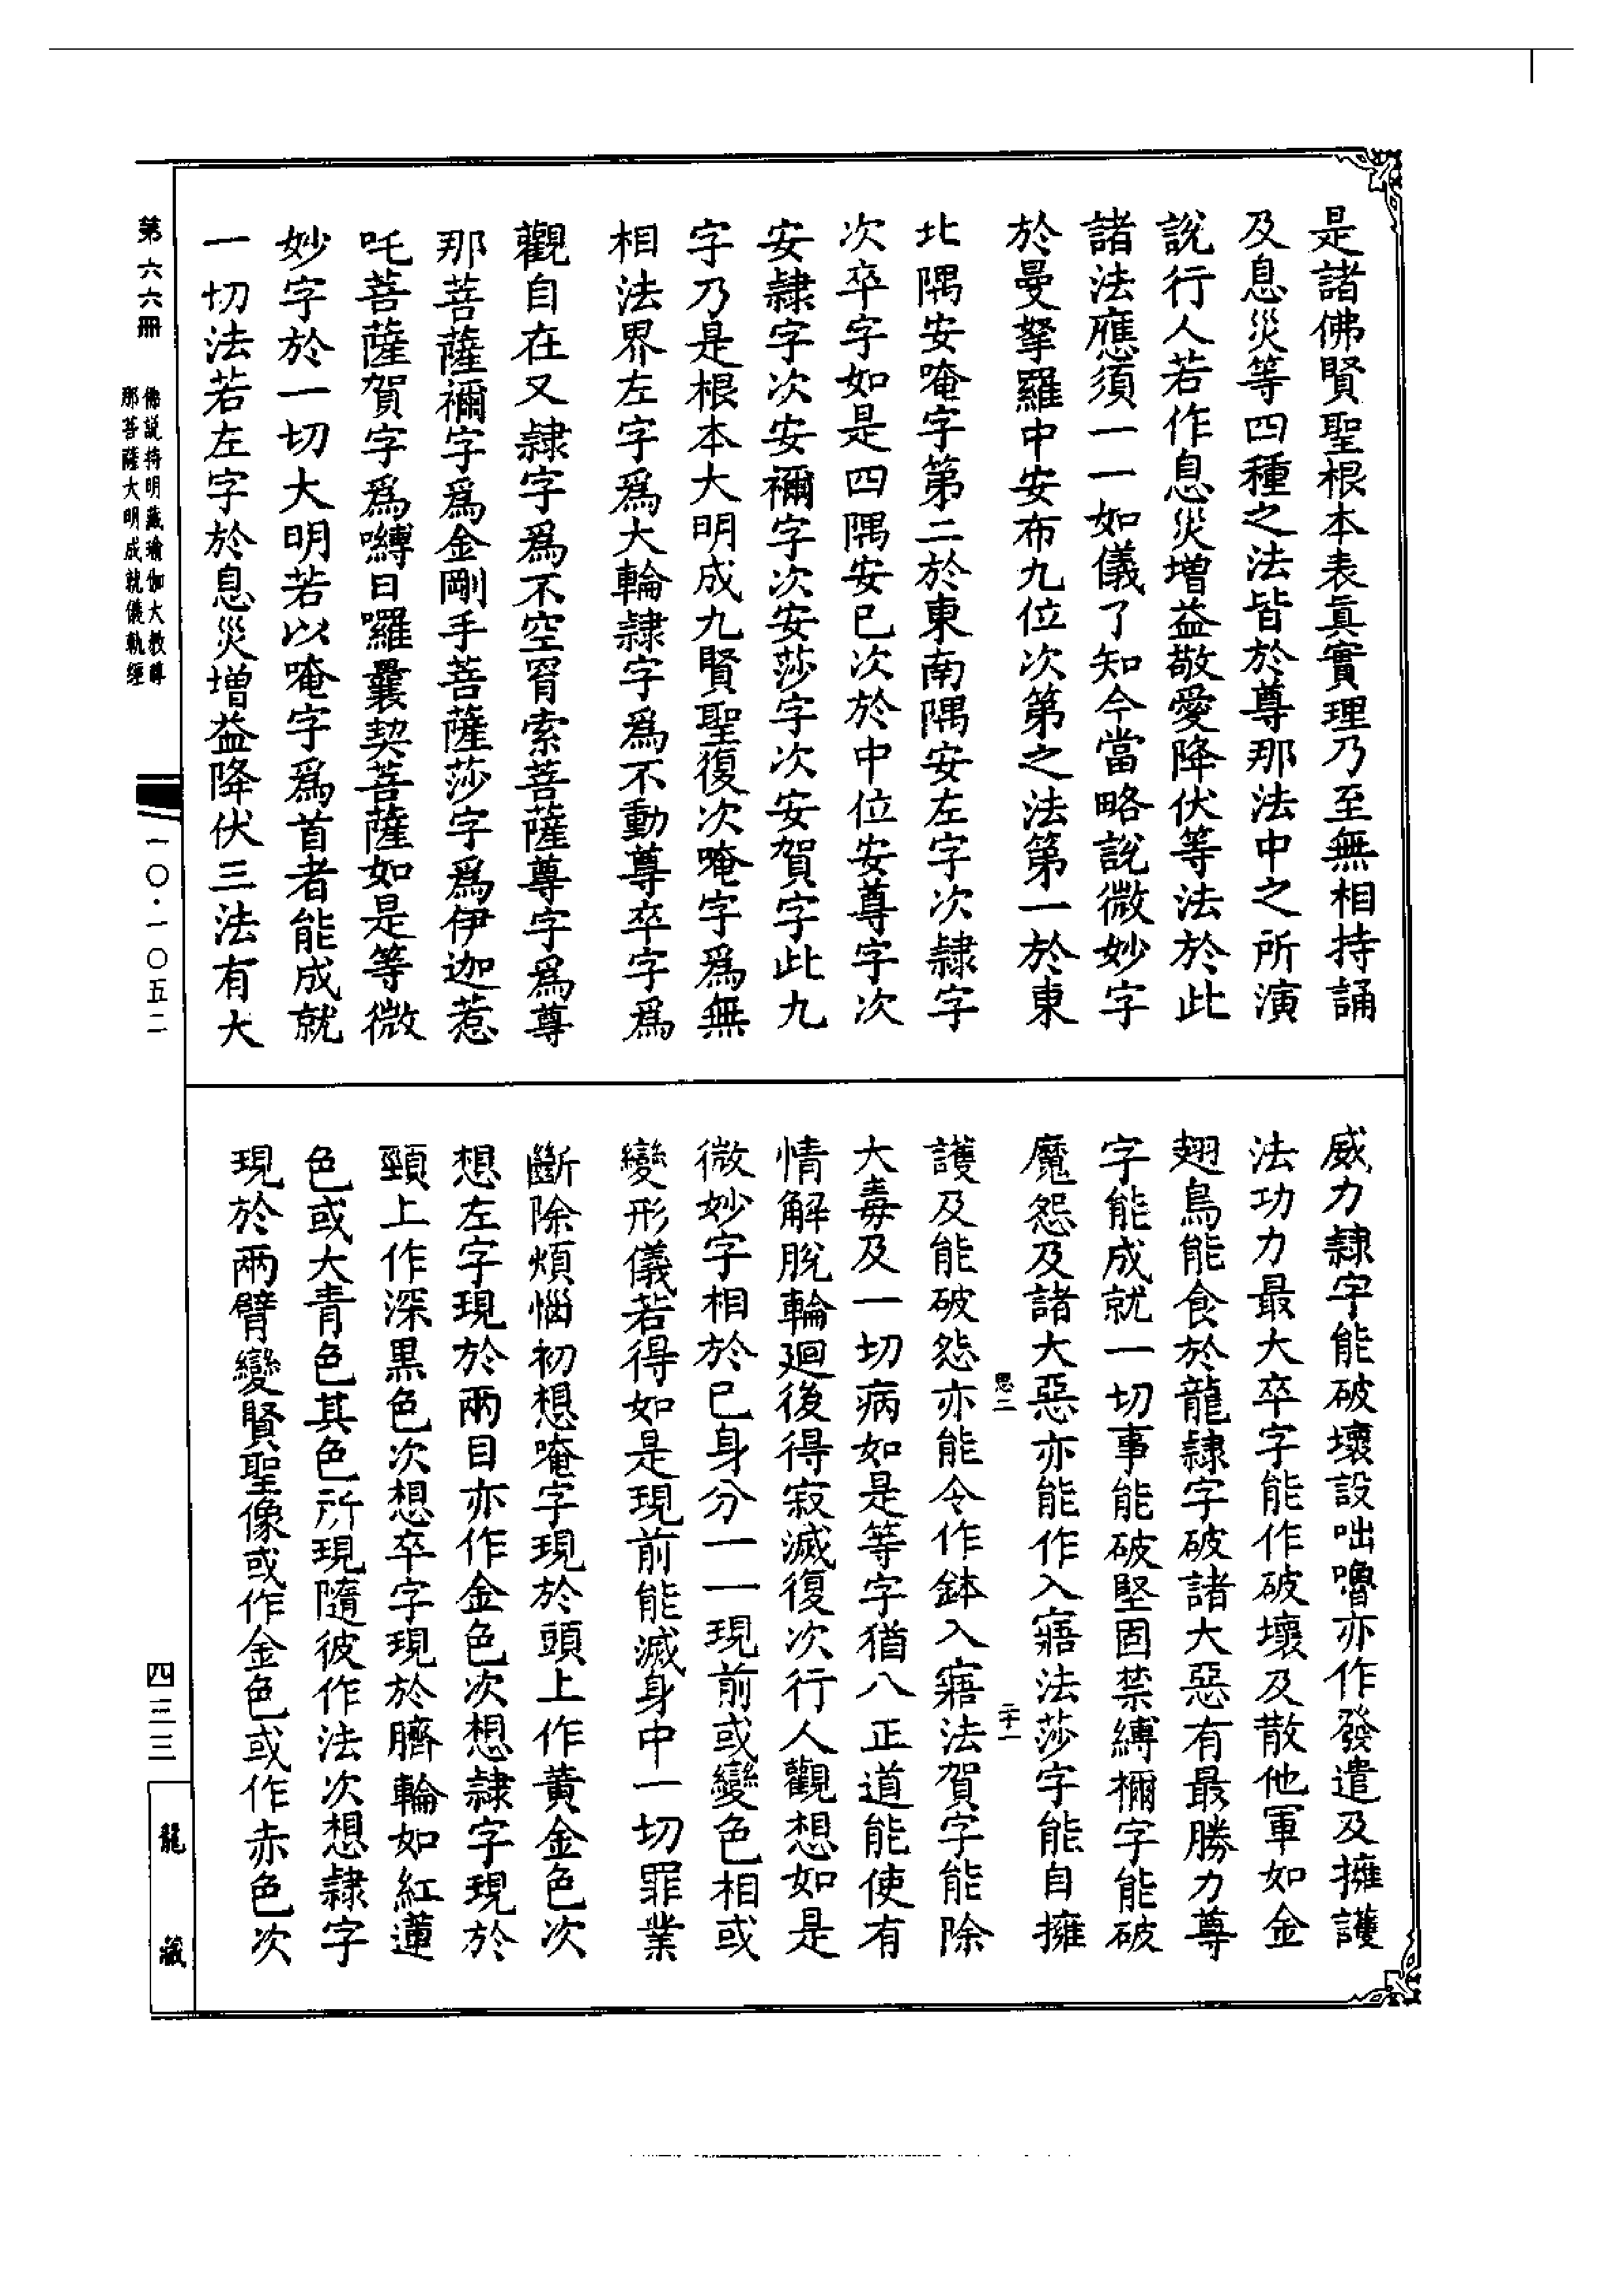 是諸佛賢聖根本表眞實理乃至無相持誦
及息災等四種之法皆於尊那法中之所演
說行人若作息災增益敬愛降伏等法於此
諸法應須一一如儀了知今當略說微妙字
於曼拏羅中安布九位次第之法第一於東
北隅安唵字第二於東南隅安左字次隷字
次卒字如是四隅安已次於中位安尊字次
安隷字次安禰字次安莎字次安賀字此九
字乃是根本大明成九賢聖復次唵字爲無
相法界左字爲大輪隷字爲不動尊卒字爲
觀自在又隷字爲不空罥索菩薩尊字爲尊
那菩薩禰字爲金剛手菩薩莎字爲伊迦惹
吒菩薩賀字爲嚩日囉曩契菩薩如是等微
妙字於一切大明若以唵字爲首者能成就
一切法若左字於息災增益降伏三法有大
威力隷字能破壞設咄嚕亦作發遣及擁護
法功力最大卒字能作破壞及散他軍如金
翅鳥能食於龍隷字破諸大惡有最勝力尊
字能成就一切事能破堅固禁縛禰字能破
魔怨及諸大惡亦能作入寤法莎字能自擁
思二
二十一
護及能破怨亦能令作鉢入寤法賀字能除
大毒及一切病如是等字猶八正道能使有
情解脫輪廻後得寂滅復次行人觀想如是
微妙字相於已身分一一現前或變色相或
變形儀若得如是現前能滅身中一切罪業
斷除煩惱初想唵字現於頭上作黃金色次
想左字現於兩目亦作金色次想隷字現於
頸上作深黑色次想卒字現於臍輪如紅蓮
色或大青色其色所現隨彼作法次想隷字
現於兩臂變賢聖像或作金色或作赤色次
第六六冊
佛說持明藏瑜伽大教尊
那菩薩大明成就儀軌經
一〇·一〇五二
四三三
龍藏